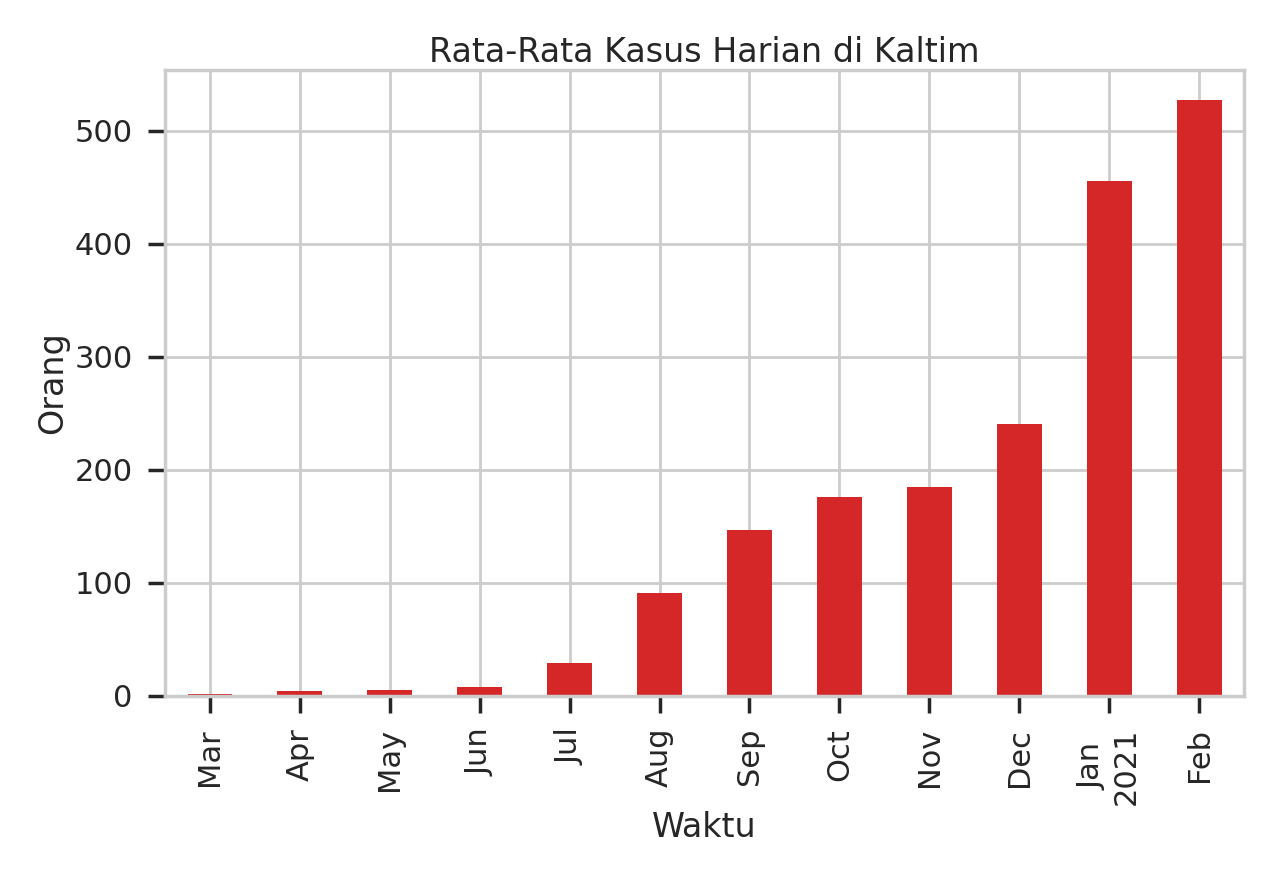 Rata-Rata Kasus Harian di Kaltim
Orang
500
400
300
200
100
0
Mar
Apr
May
Jun
Jul
Aug
Sep
Oct
Nov
Dec
Jan
2021
Feb
Waktu